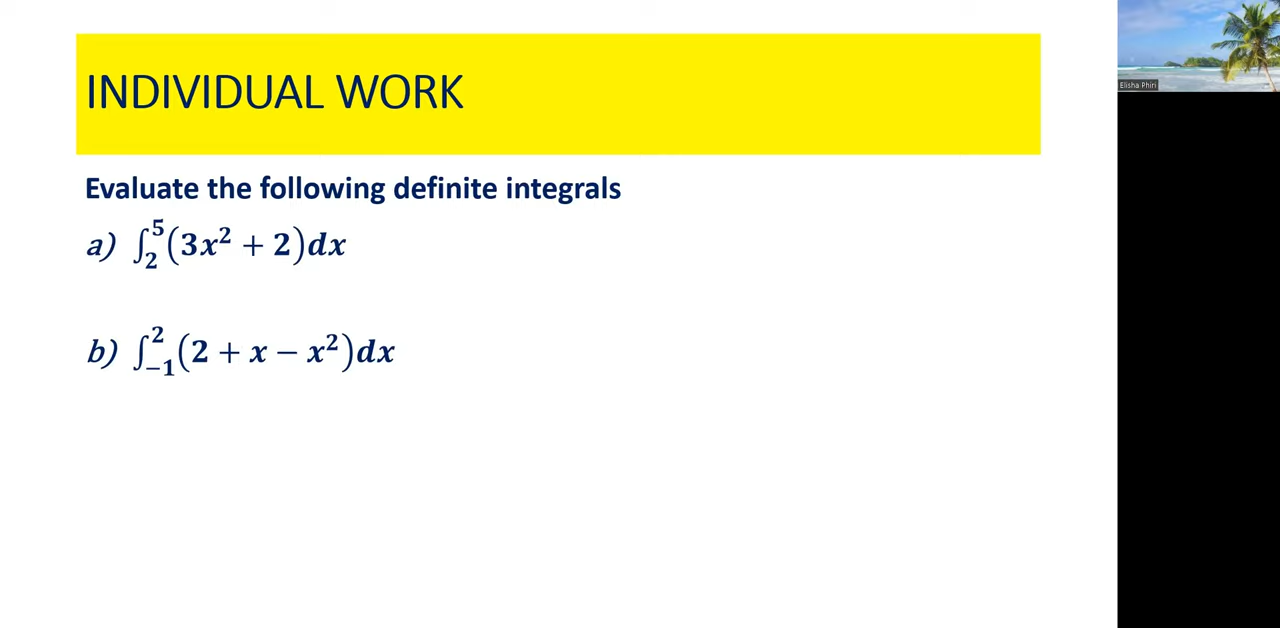 INDIVIDUAL WORK
Elisha Phiri
Evaluate the following definite integrals
a) ∫₂⁵(3x² + 2)dx
b) ∫₋₁²(2 + x − x²)dx